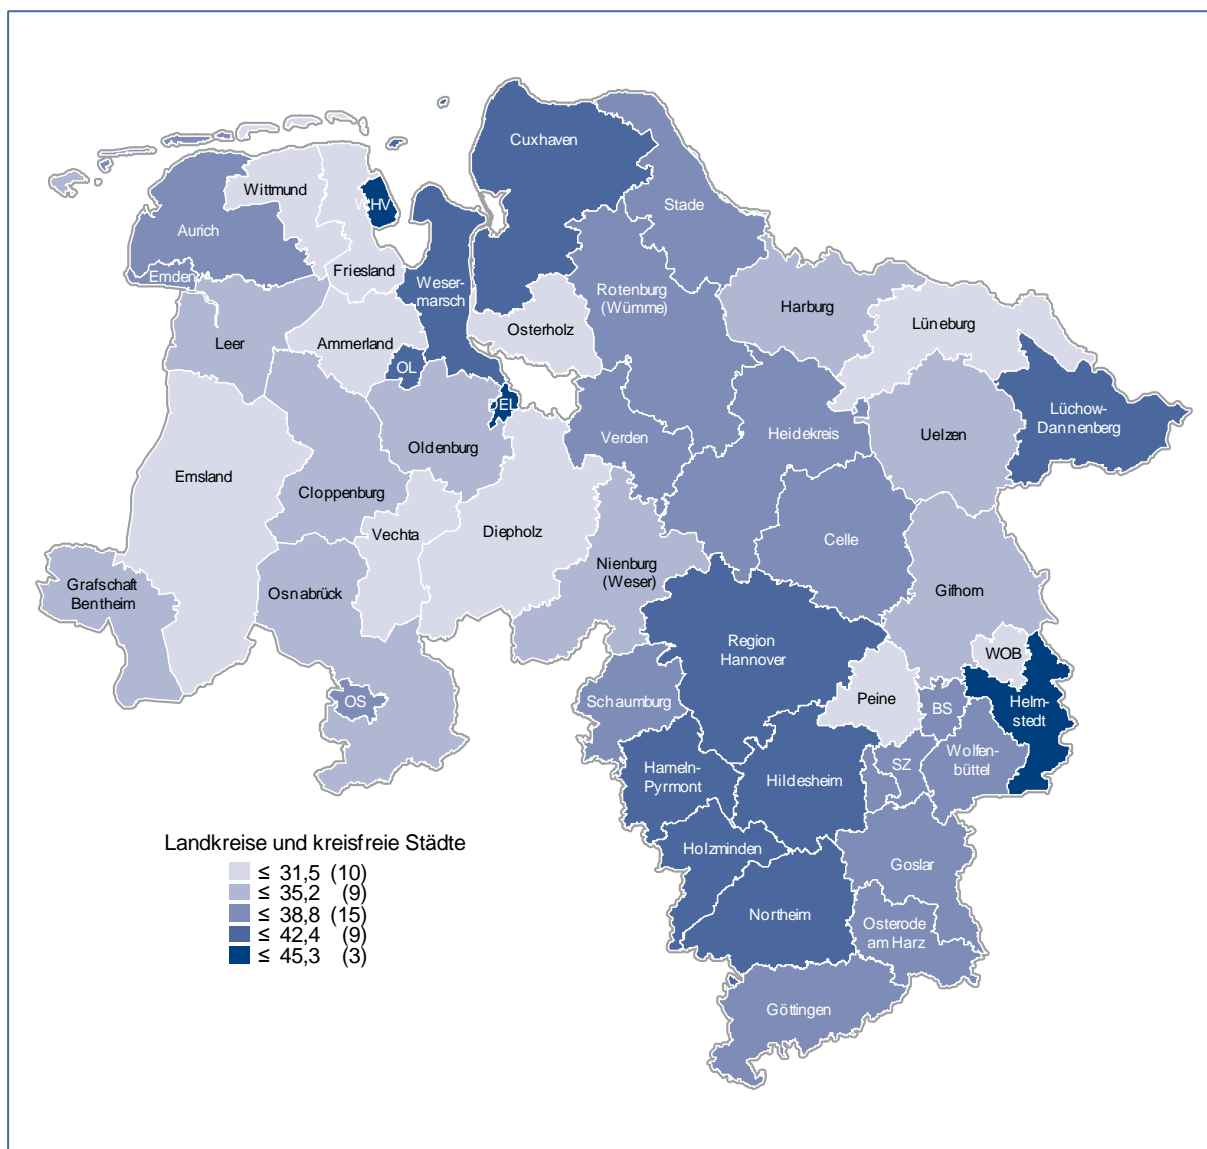 Cuxhaven
Wittmund
WHV
Stade
Aurich
Friesland
Emden
Weser-
marsch
Rotenburg
(Wümme)
Harburg
Lüneburg
Osterholz
Leer
Ammerland
OL
DEL
Lüchow-
Dannenberg
Verden
Heidekreis
Uelzen
Oldenburg
Emsland
Cloppenburg
Vechta
Diepholz
Celle
Nienburg
(Weser)
Grafschaft
Bentheim
Osnabrück
Gifhorn
Region
Hannover
WOB
Schaumburg
Peine
OS
BS
Helm-
stedt
Wolfen-
büttel
SZ
Hameln-
Pyrmont
Hildesheim
Holzminden
Goslar
Northeim
Osterode
am Harz
Göttingen
Landkreise und kreisfreie Städte
≤ 31,5 (10)
≤ 35,2 (9)
≤ 38,8 (15)
≤ 42,4 (9)
≤ 45,3 (3)